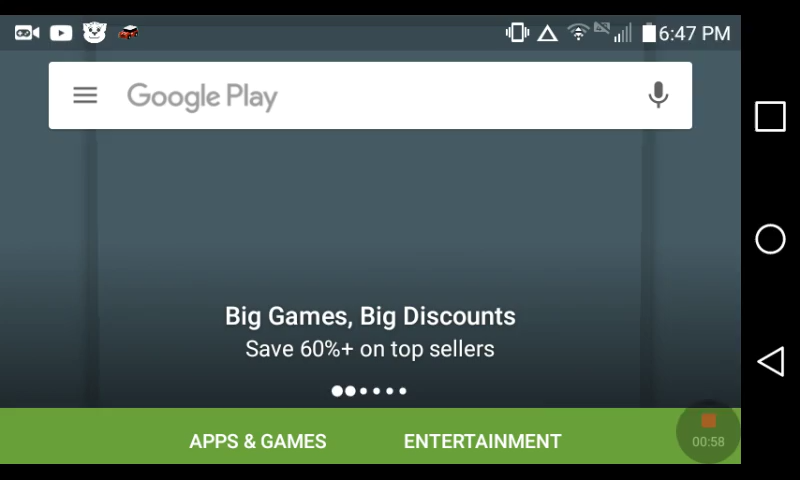 6:47 PM
Google Play
Big Games, Big Discounts
Save 60%+ on top sellers
APPS & GAMES
ENTERTAINMENT
00:58